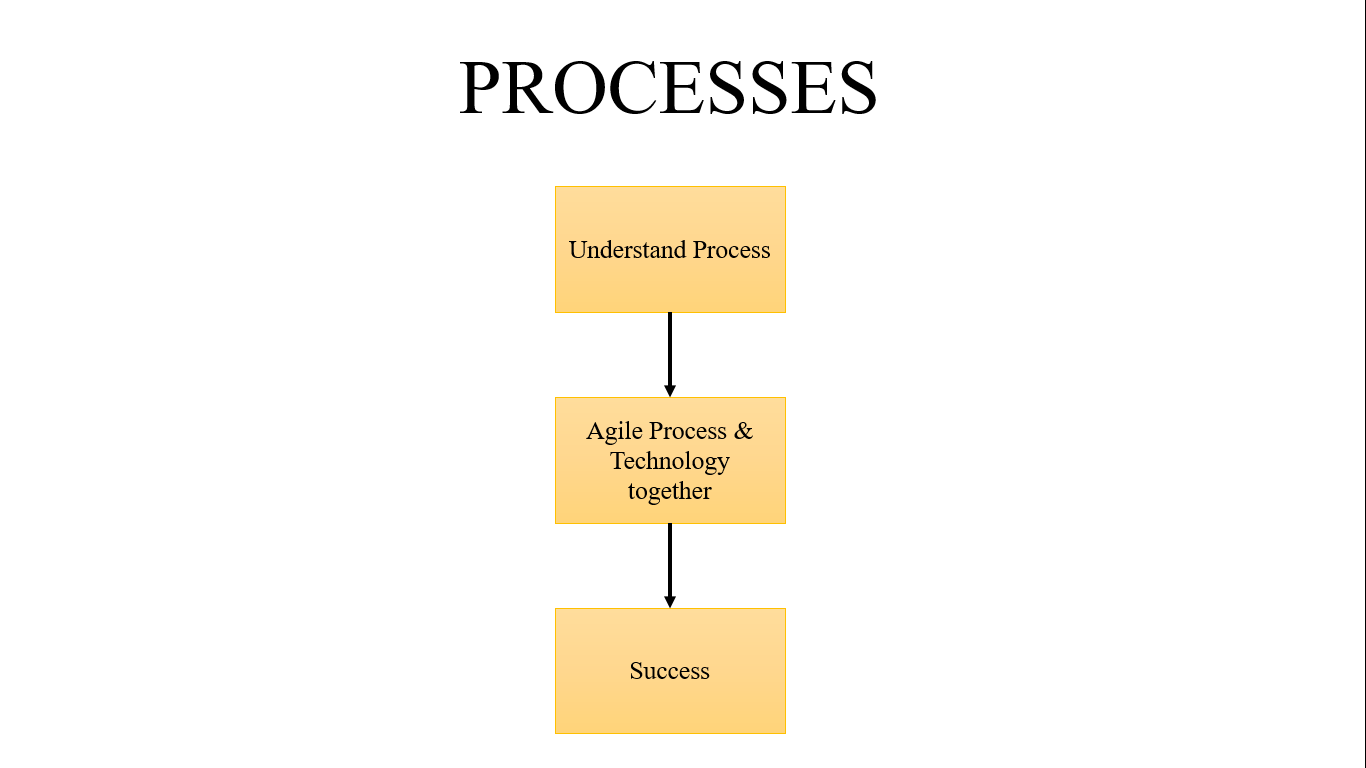 PROCESSES
Understand Process
Agile Process &
Technology
together
Success